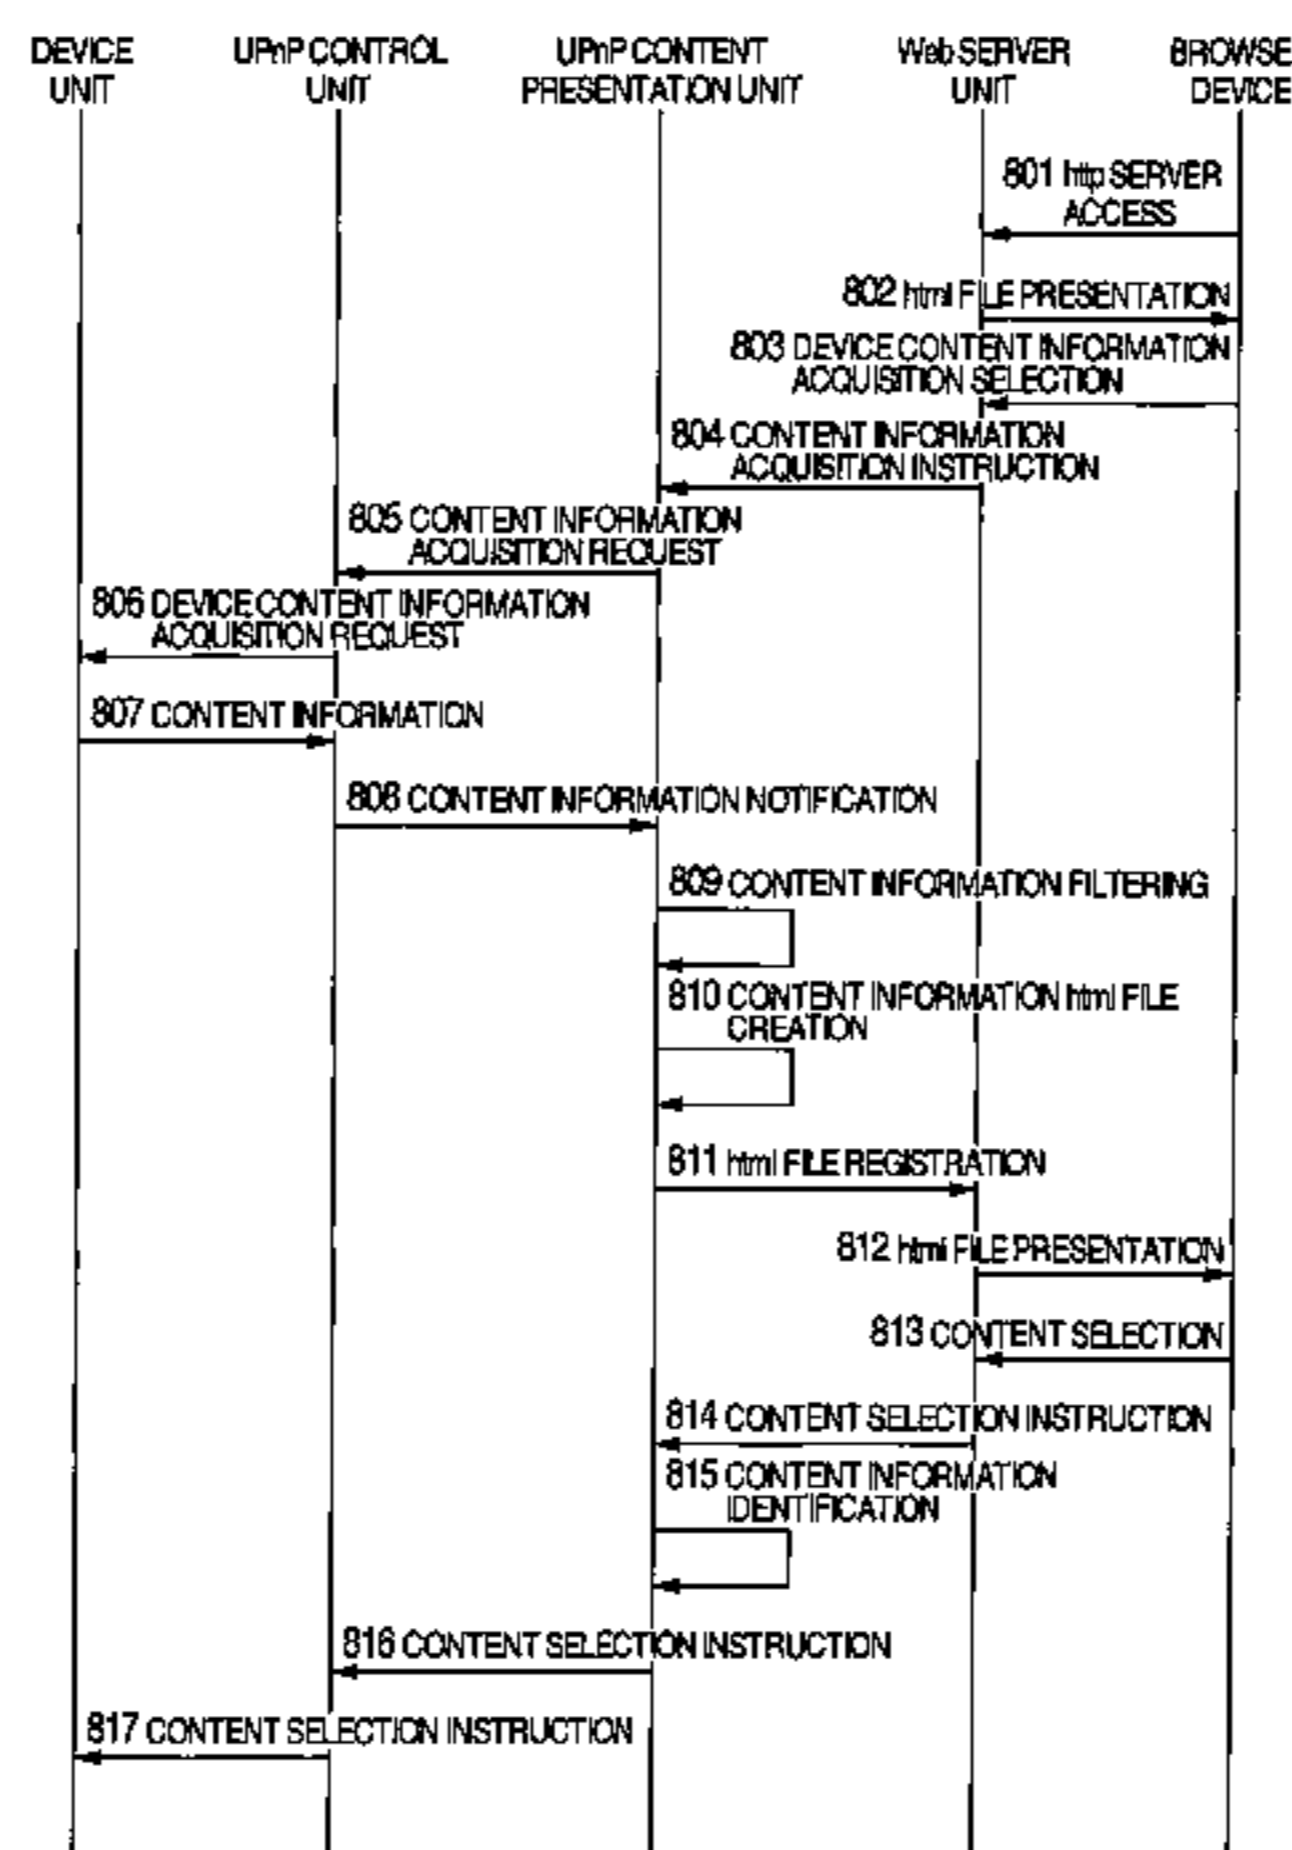 DEVICE
UNIT
UPnP CONTROL
UNIT
UPnP CONTENT
PRESENTATION UNIT
Web SERVER
UNIT
BROWSE
DEVICE
801 http SERVER
ACCESS
802 html FILE PRESENTATION
803 DEVICE CONTENT INFORMATION
ACQUISITION SELECTION
804 CONTENT INFORMATION
ACQUISITION INSTRUCTION
805 CONTENT INFORMATION
ACQUISITION REQUEST
806 DEVICE CONTENT INFORMATION
ACQUISITION REQUEST
807 CONTENT INFORMATION
808 CONTENT INFORMATION NOTIFICATION
809 CONTENT INFORMATION FILTERING
810 CONTENT INFORMATION html FILE
CREATION
811 html FILE REGISTRATION
812 html FILE PRESENTATION
813 CONTENT SELECTION
814 CONTENT SELECTION INSTRUCTION
815 CONTENT INFORMATION
IDENTIFICATION
816 CONTENT SELECTION INSTRUCTION
817 CONTENT SELECTION INSTRUCTION